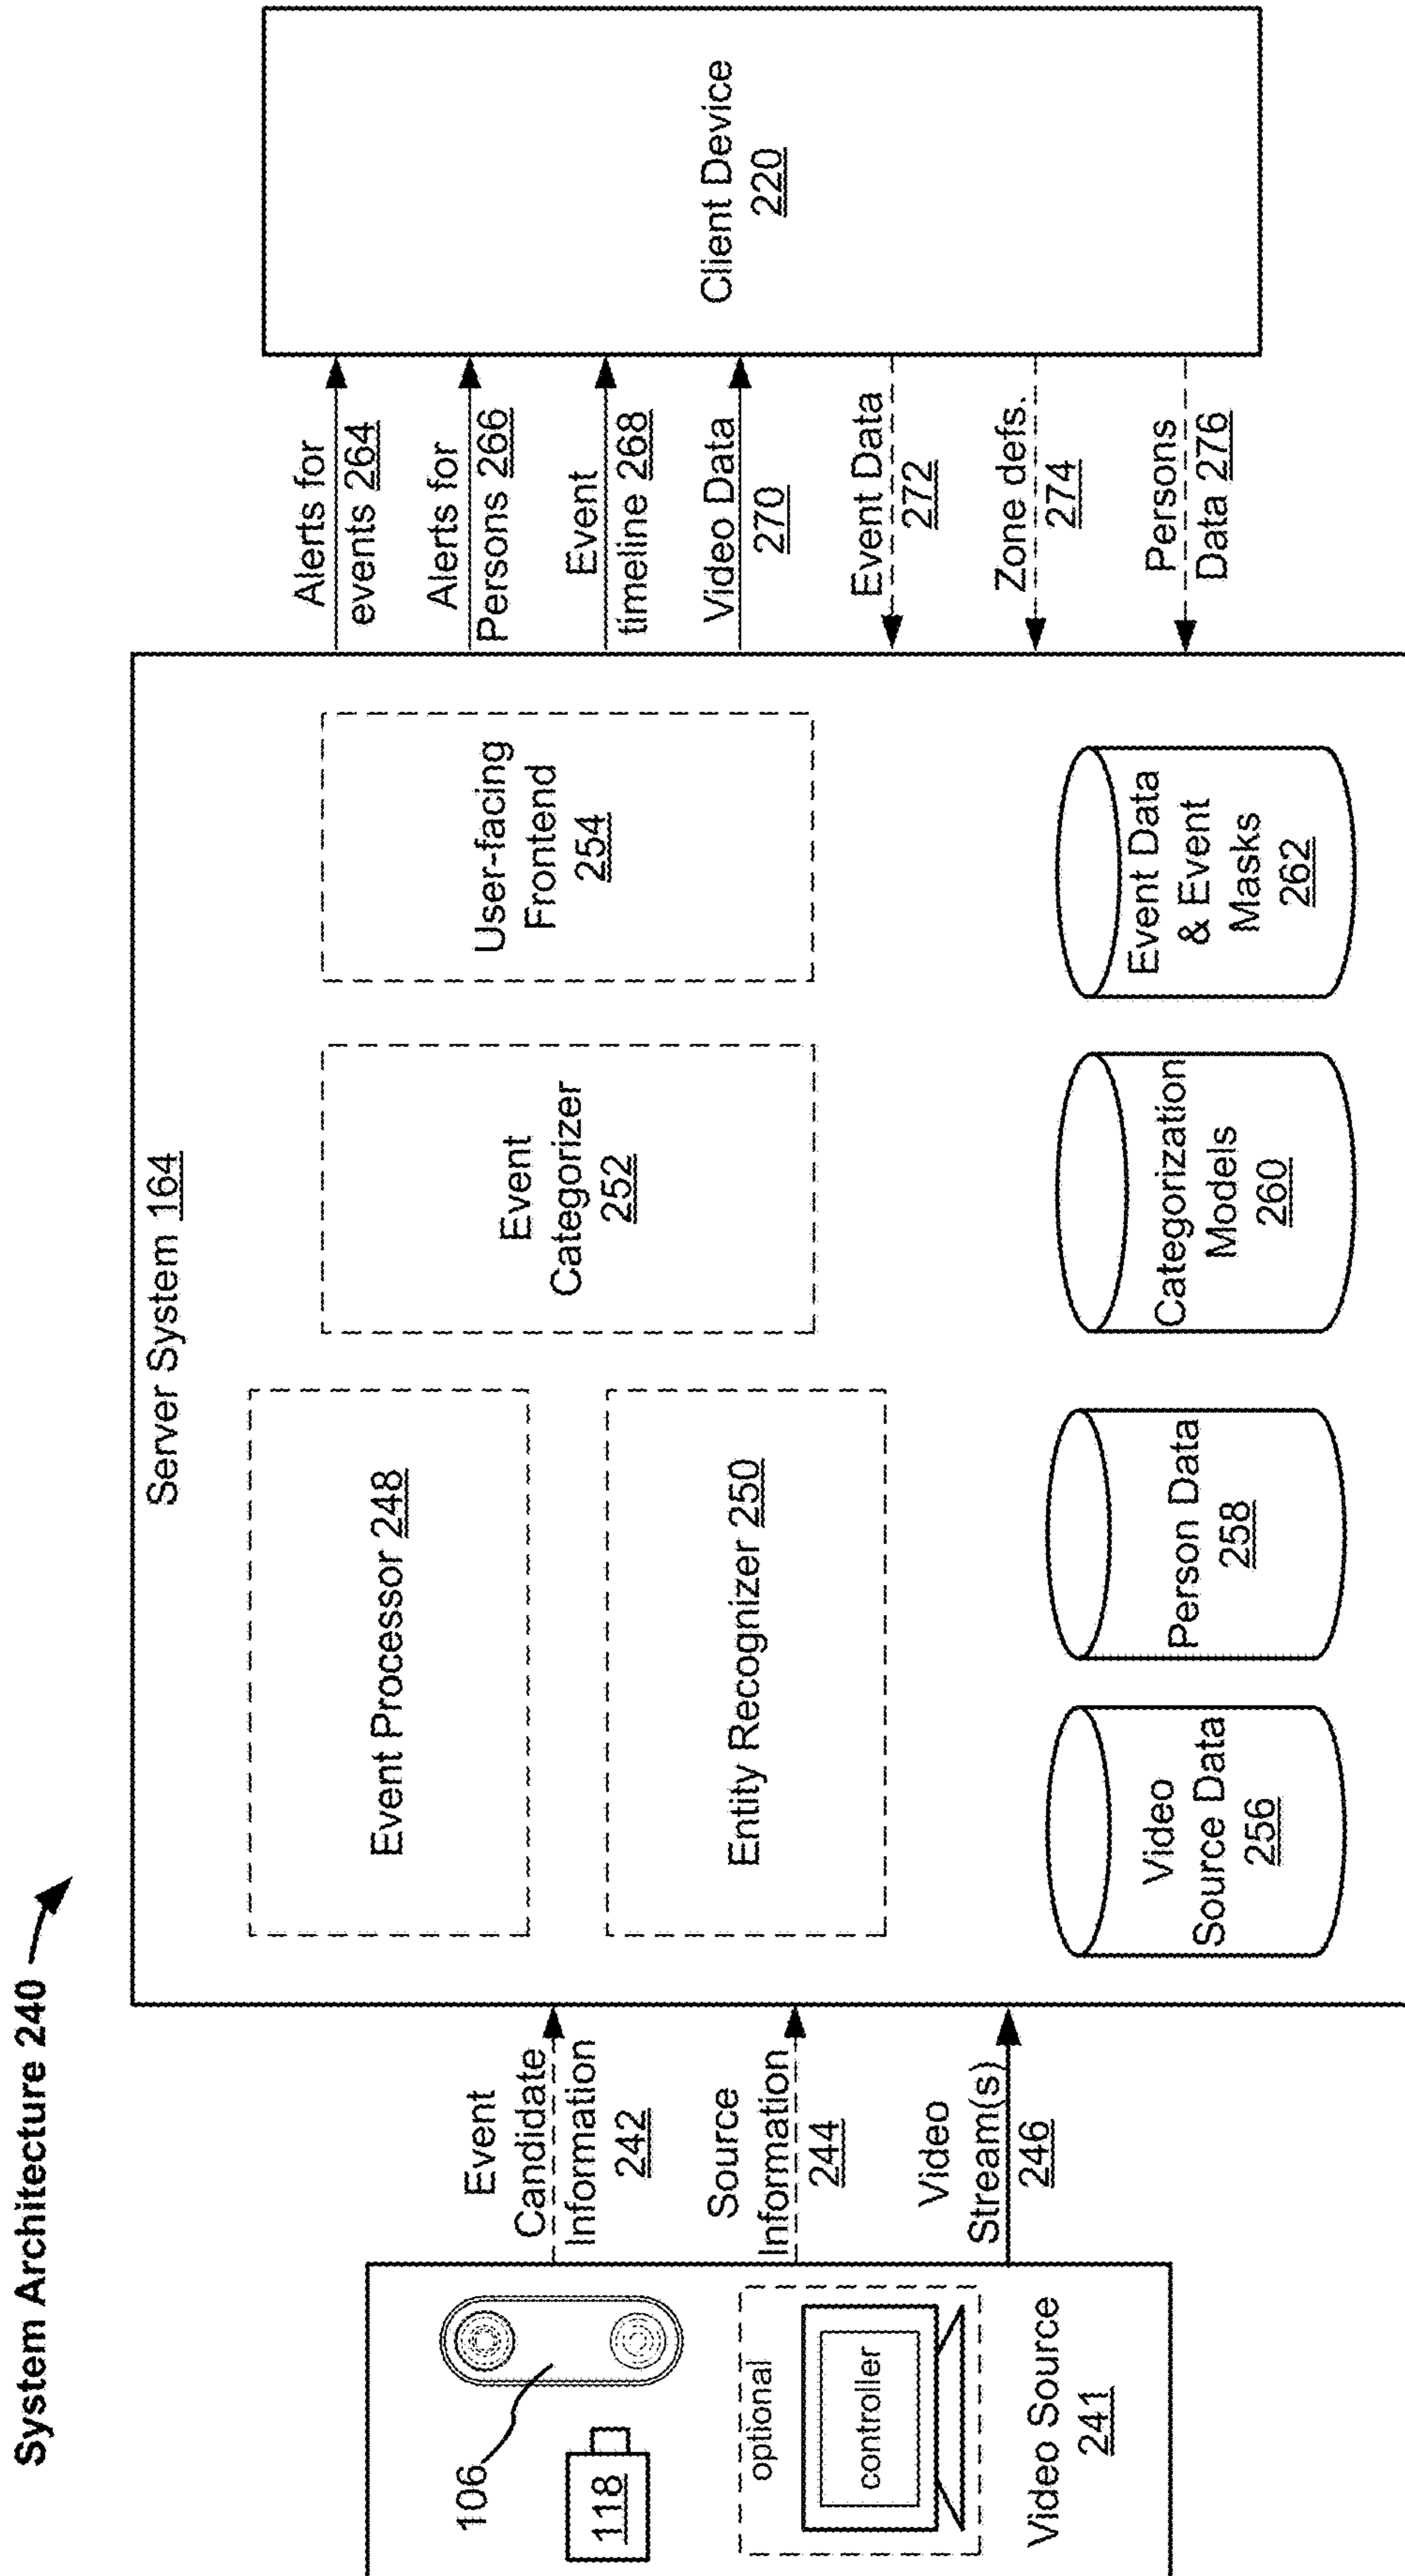 System Architecture 240
106
118
optional
controller
Video Source
241
Event
Candidate
Information
242
Source
Information
244
Video
Stream(s)
246
Server System 164
Event Processor 248
Entity Recognizer 250
Event
Categorizer
252
User-facing
Frontend
254
Video
Source Data
256
Person Data
258
Categorization
Models
260
Event Data
& Event
Masks
262
Alerts for
events 264
Alerts for
Persons 266
Event
timeline 268
Video Data
270
Event Data
272
Zone defs.
274
Persons
Data 276
Client Device
220